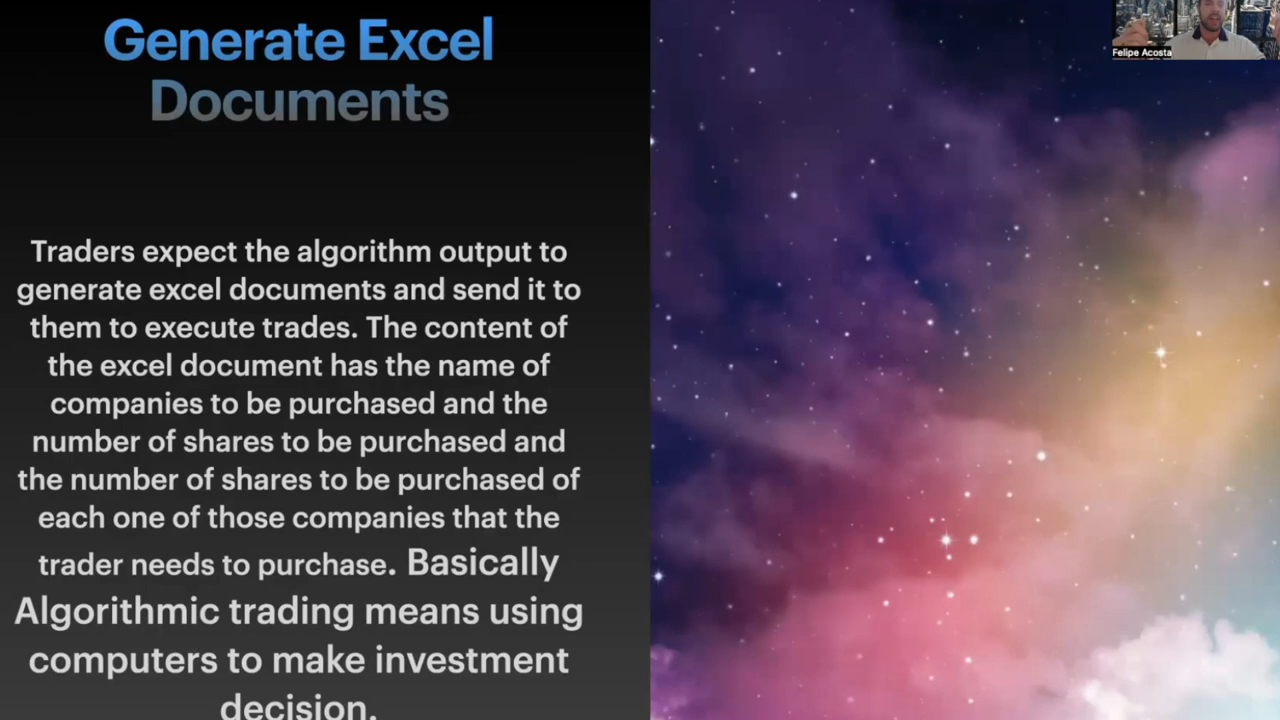 Generate Excel
Documents
Felipe Acosta
Traders expect the algorithm output to
generate excel documents and send it to
them to execute trades. The content of
the excel document has the name of
companies to be purchased and the
number of shares to be purchased and
the number of shares to be purchased of
each one of those companies that the
trader needs to purchase. Basically
Algorithmic trading means using
computers to make investment
decision.